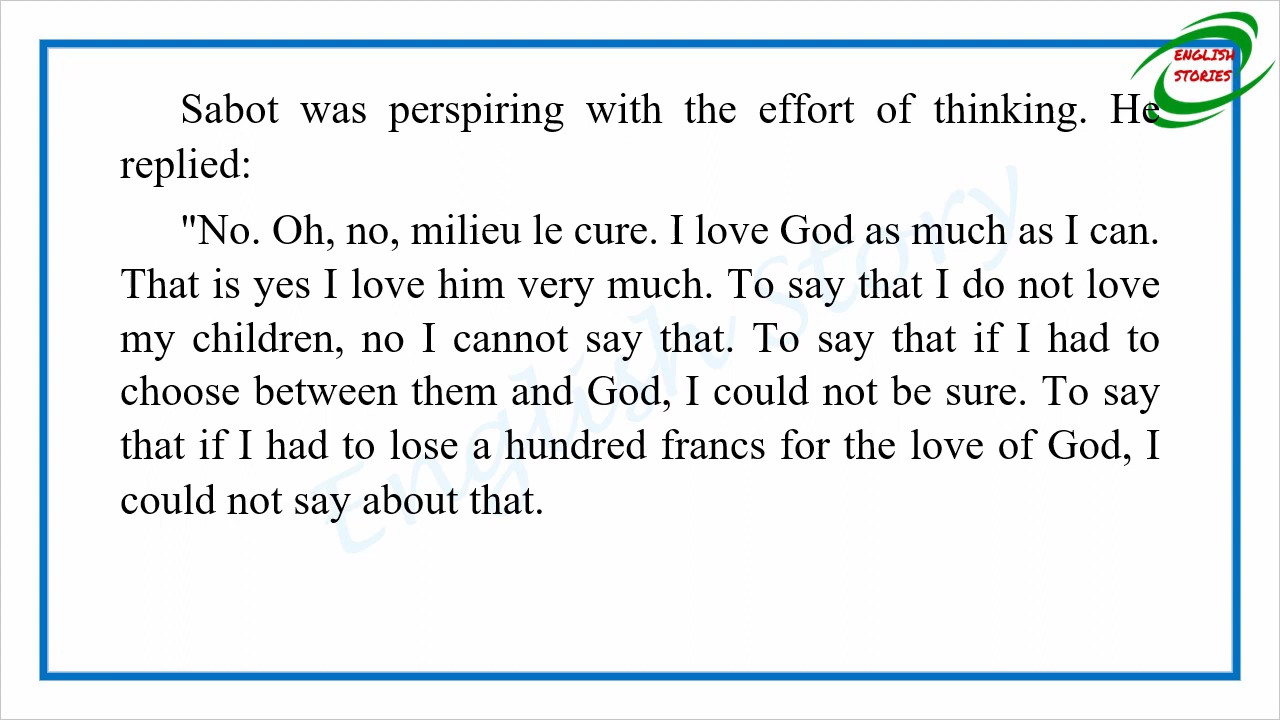 ENGLISH
STORIES
Sabot was perspiring with the effort of thinking. He
replied:
"No. Oh, no, milieu le cure. I love God as much as I can.
That is yes I love him very much. To say that I do not love
my children, no I cannot say that. To say that if I had to
choose between them and God, I could not be sure. To say
that if I had to lose a hundred francs for the love of God, I
could not say about that.
English Story